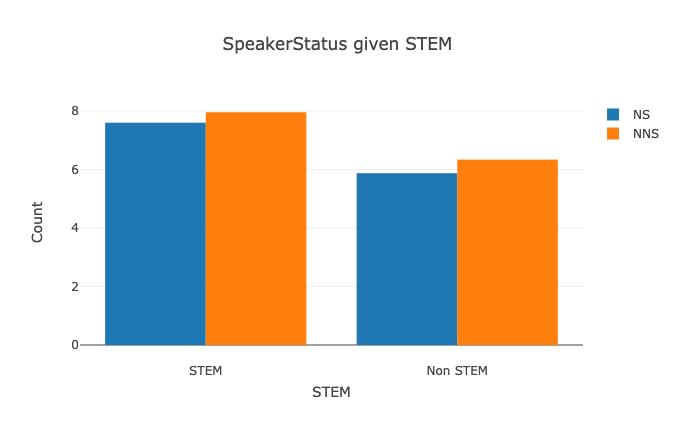 SpeakerStatus given STEM
NS
NNS
8
6
4
2
0
Count
STEM
Non STEM
STEM